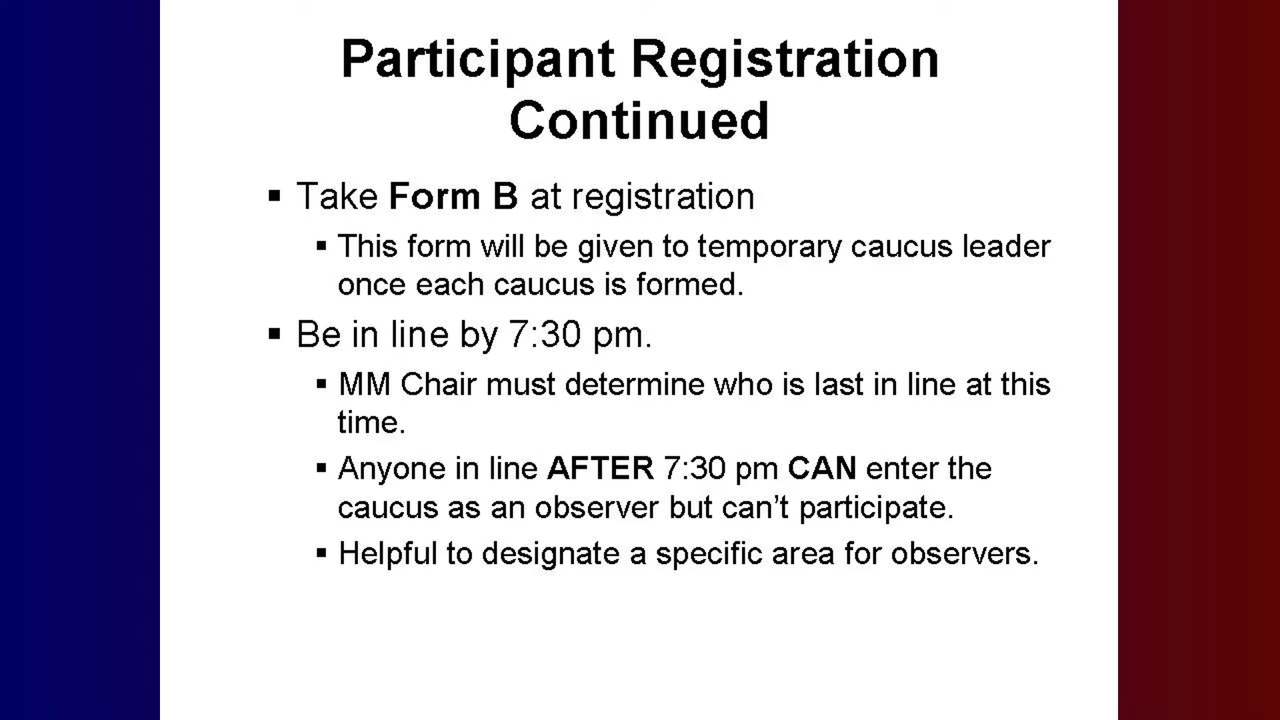 Participant Registration
Continued
▪ Take Form B at registration
▪ This form will be given to temporary caucus leader
once each caucus is formed.
▪ Be in line by 7:30 pm.
▪ MM Chair must determine who is last in line at this
time.
▪ Anyone in line AFTER 7:30 pm CAN enter the
caucus as an observer but can’t participate.
▪ Helpful to designate a specific area for observers.